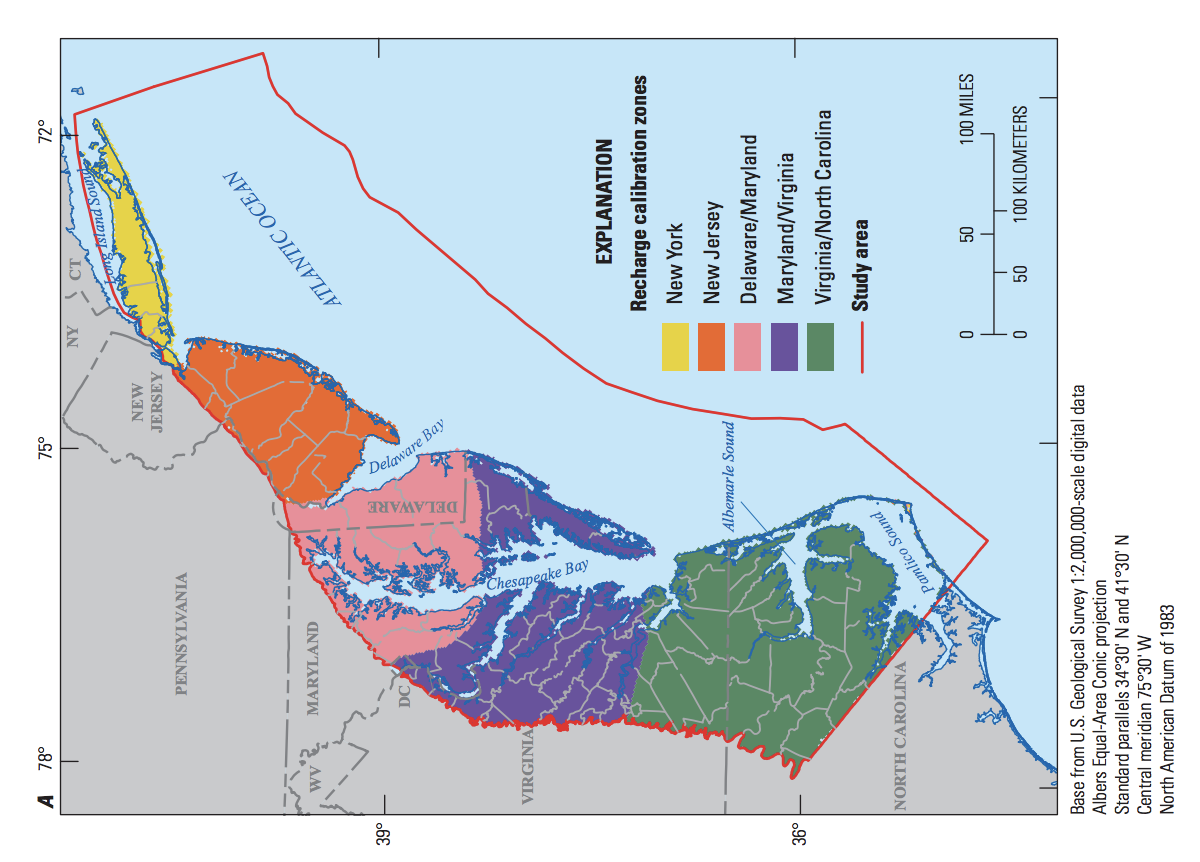 A
78°
75°
72°
39°
36°
NY
CT
NEW
JERSEY
PENNSYLVANIA
MARYLAND
WV
DC
DELAWARE
VIRGINIA
NORTH CAROLINA
Long Island Sound
ATLANTIC OCEAN
Delaware Bay
Chesapeake Bay
Albemarle Sound
Pamlico Sound
EXPLANATION
Recharge calibration zones
New York
New Jersey
Delaware/Maryland
Maryland/Virginia
Virginia/North Carolina
Study area
0 50 100 MILES
0 50 100 KILOMETERS
Base from U.S. Geological Survey 1:2,000,000-scale digital data
Albers Equal-Area Conic projection
Standard parallels 34°30' N and 41°30' N
Central meridian 75°30' W
North American Datum of 1983